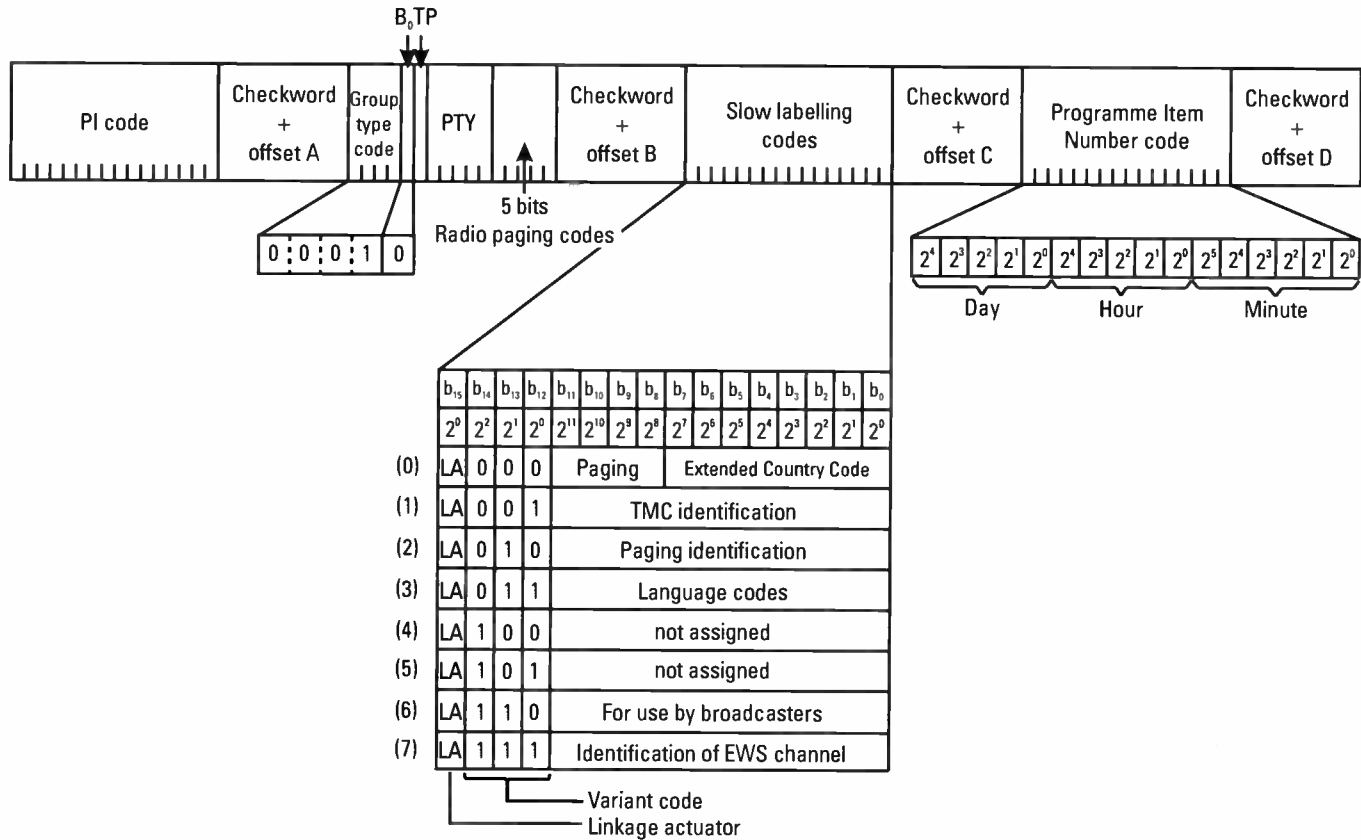 B₀ TP
PI code
Checkword + offset A
Group type code
PTY
Checkword + offset B
Slow labelling codes
Checkword + offset C
Programme Item Number code
Checkword + offset D
5 bits
Radio paging codes
0 0 0 1 0
2⁴ 2³ 2² 2¹ 2⁰ 2⁴ 2³ 2² 2¹ 2⁰ 2⁵ 2⁴ 2³ 2² 2¹ 2⁰
Day Hour Minute
b₁₅ b₁₄ b₁₃ b₁₂ b₁₁ b₁₀ b₉ b₈ b₇ b₆ b₅ b₄ b₃ b₂ b₁ b₀
2⁰ 2² 2¹ 2⁰ 2¹¹ 2¹⁰ 2⁹ 2⁸ 2⁷ 2⁶ 2⁵ 2⁴ 2³ 2² 2¹ 2⁰
(0) LA 0 0 0 Paging Extended Country Code
(1) LA 0 0 1 TMC identification
(2) LA 0 1 0 Paging identification
(3) LA 0 1 1 Language codes
(4) LA 1 0 0 not assigned
(5) LA 1 0 1 not assigned
(6) LA 1 1 0 For use by broadcasters
(7) LA 1 1 1 Identification of EWS channel
Variant code
Linkage actuator